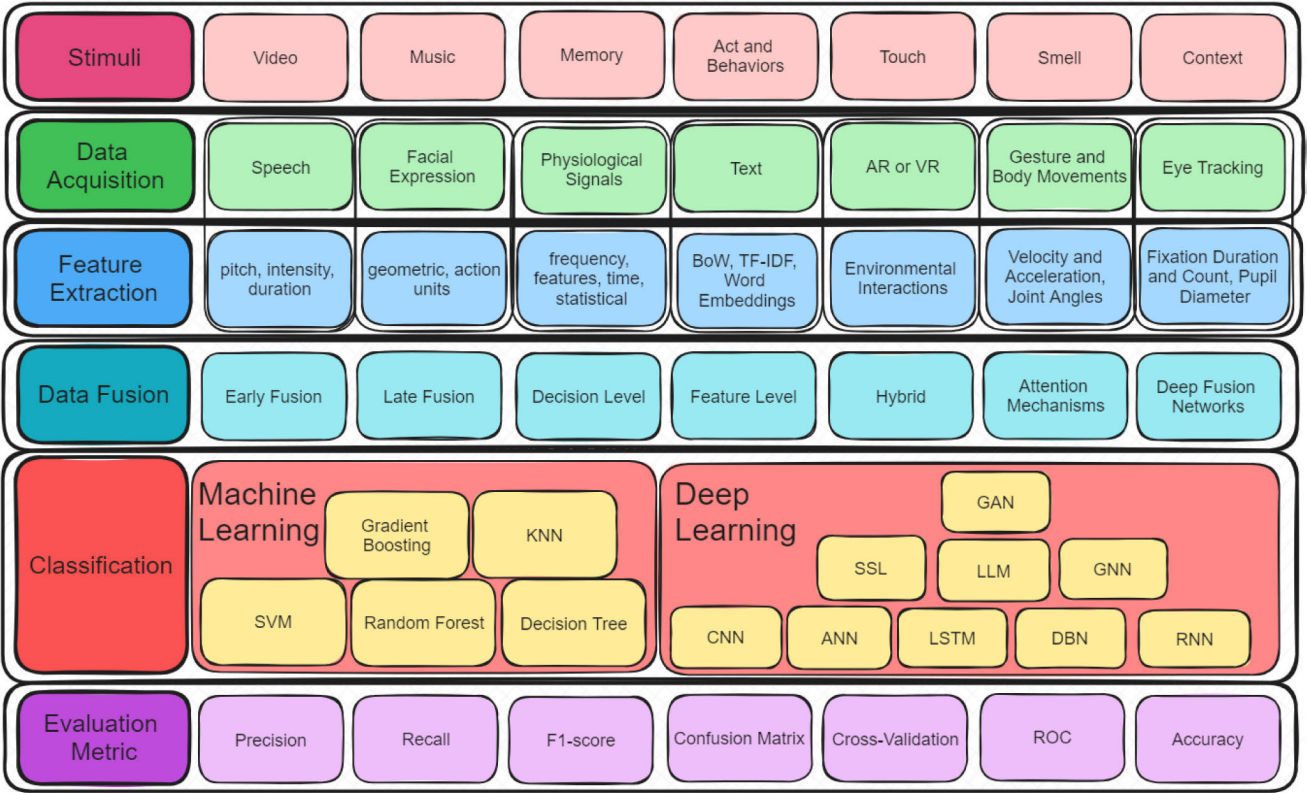 Stimuli
Video
Music
Memory
Act and
Behaviors
Touch
Smell
Context
Data
Acquisition
Speech
Facial
Expression
Physiological
Signals
Text
AR or VR
Gesture and
Body Movements
Eye Tracking
Feature
Extraction
pitch, intensity,
duration
geometric, action
units
frequency,
features, time,
statistical
BoW, TF-IDF,
Word
Embeddings
Environmental
Interactions
Velocity and
Acceleration,
Joint Angles
Fixation Duration
and Count, Pupil
Diameter
Data Fusion
Early Fusion
Late Fusion
Decision Level
Feature Level
Hybrid
Attention
Mechanisms
Deep Fusion
Networks
Classification
Machine
Learning
Gradient
Boosting
KNN
SVM
Random Forest
Decision Tree
Deep
Learning
GAN
SSL
LLM
GNN
CNN
ANN
LSTM
DBN
RNN
Evaluation
Metric
Precision
Recall
F1-score
Confusion Matrix
Cross-Validation
ROC
Accuracy